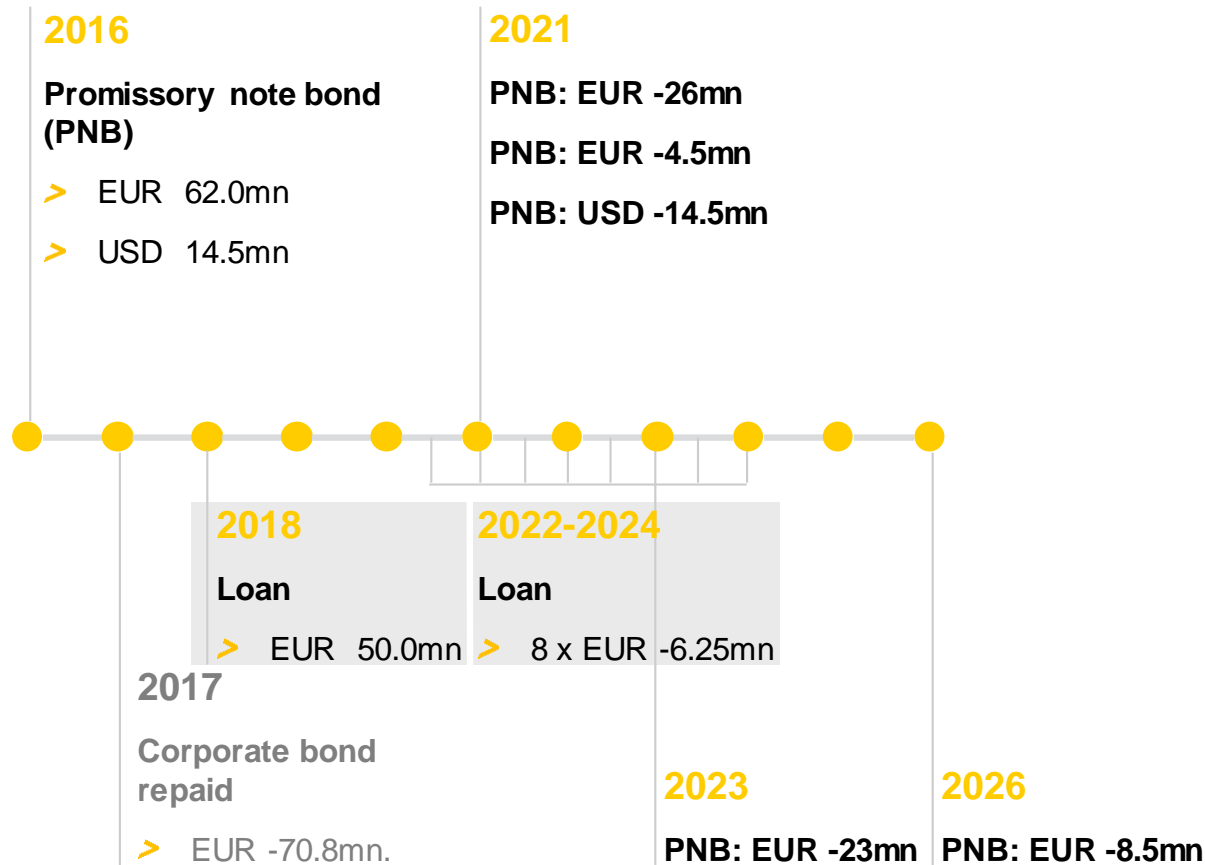 2016
Promissory note bond
(PNB)
> EUR 62.0mn
> USD 14.5mn
2021
PNB: EUR -26mn
PNB: EUR -4.5mn
PNB: USD -14.5mn
2018
Loan
> EUR 50.0mn
2022-2024
Loan
> 8 x EUR -6.25mn
2017
Corporate bond
repaid
> EUR -70.8mn.
2023
PNB: EUR -23mn
2026
PNB: EUR -8.5mn